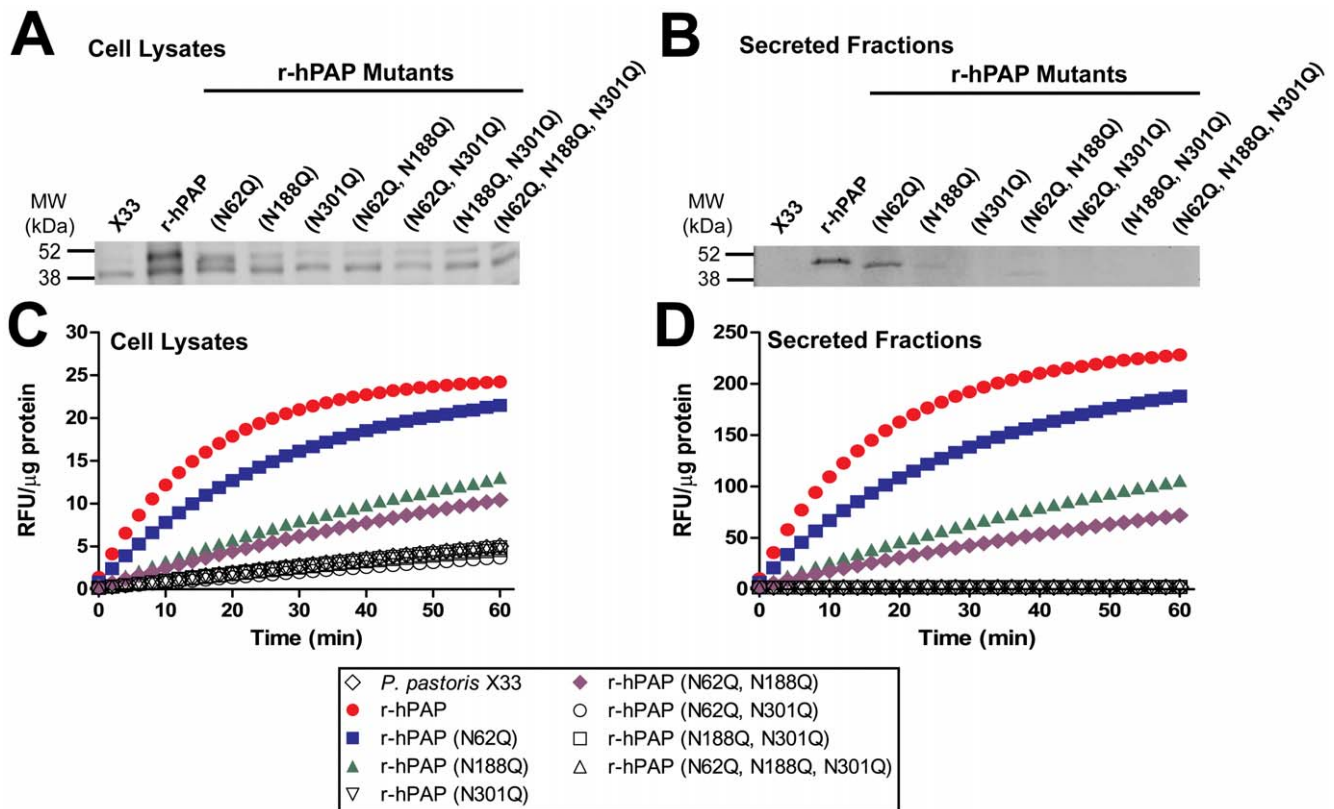 A
Cell Lysates
r-hPAP Mutants
MW
(kDa)
X33
r-hPAP
(N62Q)
(N188Q)
(N301Q)
(N62Q, N188Q)
(N62Q, N301Q)
(N188Q, N301Q)
(N62Q, N188Q, N301Q)
52
38
B
Secreted Fractions
r-hPAP Mutants
MW
(kDa)
X33
r-hPAP
(N62Q)
(N188Q)
(N301Q)
(N62Q, N188Q)
(N62Q, N301Q)
(N188Q, N301Q)
(N62Q, N188Q, N301Q)
52
38
C
Cell Lysates
RFU/µg protein
30
25
20
15
10
5
0
0 10 20 30 40 50 60
Time (min)
D
Secreted Fractions
RFU/µg protein
250
200
150
100
50
0
0 10 20 30 40 50 60
Time (min)
P. pastoris X33
r-hPAP
r-hPAP (N62Q)
r-hPAP (N188Q)
r-hPAP (N301Q)
r-hPAP (N62Q, N188Q)
r-hPAP (N62Q, N301Q)
r-hPAP (N188Q, N301Q)
r-hPAP (N62Q, N188Q, N301Q)